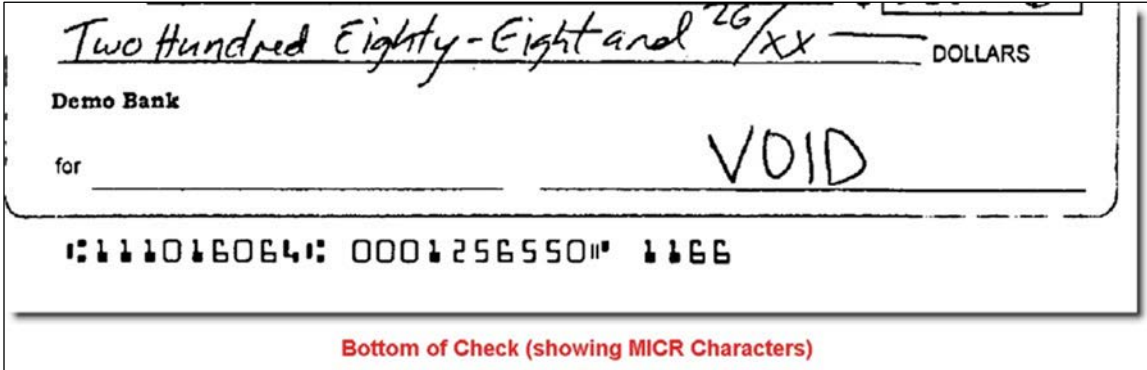 Two Hundred Eighty-Eight and 26/xx DOLLARS
Demo Bank
for VOID
⑆111016064⑆ 0001256550⑈ 1166
Bottom of Check (showing MICR Characters)